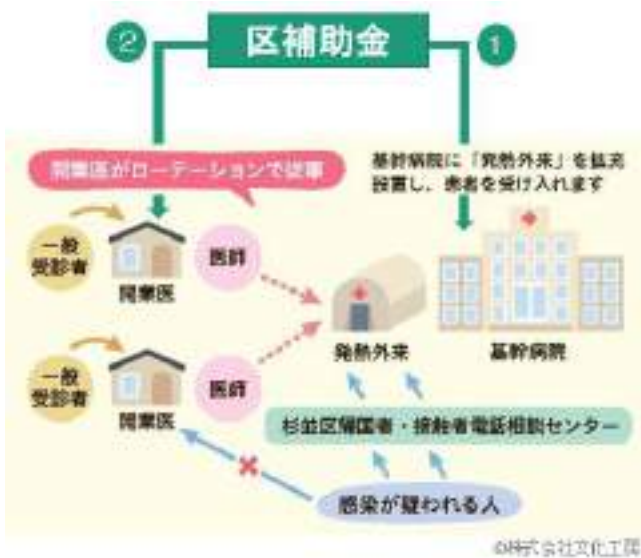 区補助金
②
①
開業医がローテーションで従事
基幹病院に「発熱外来」を拡充
設置し、患者を受け入れます
一般
受診者
開業医
医師
発熱外来
基幹病院
一般
受診者
開業医
医師
杉並区帰国者・接触者電話相談センター
感染が疑われる人
©株式会社文化工房